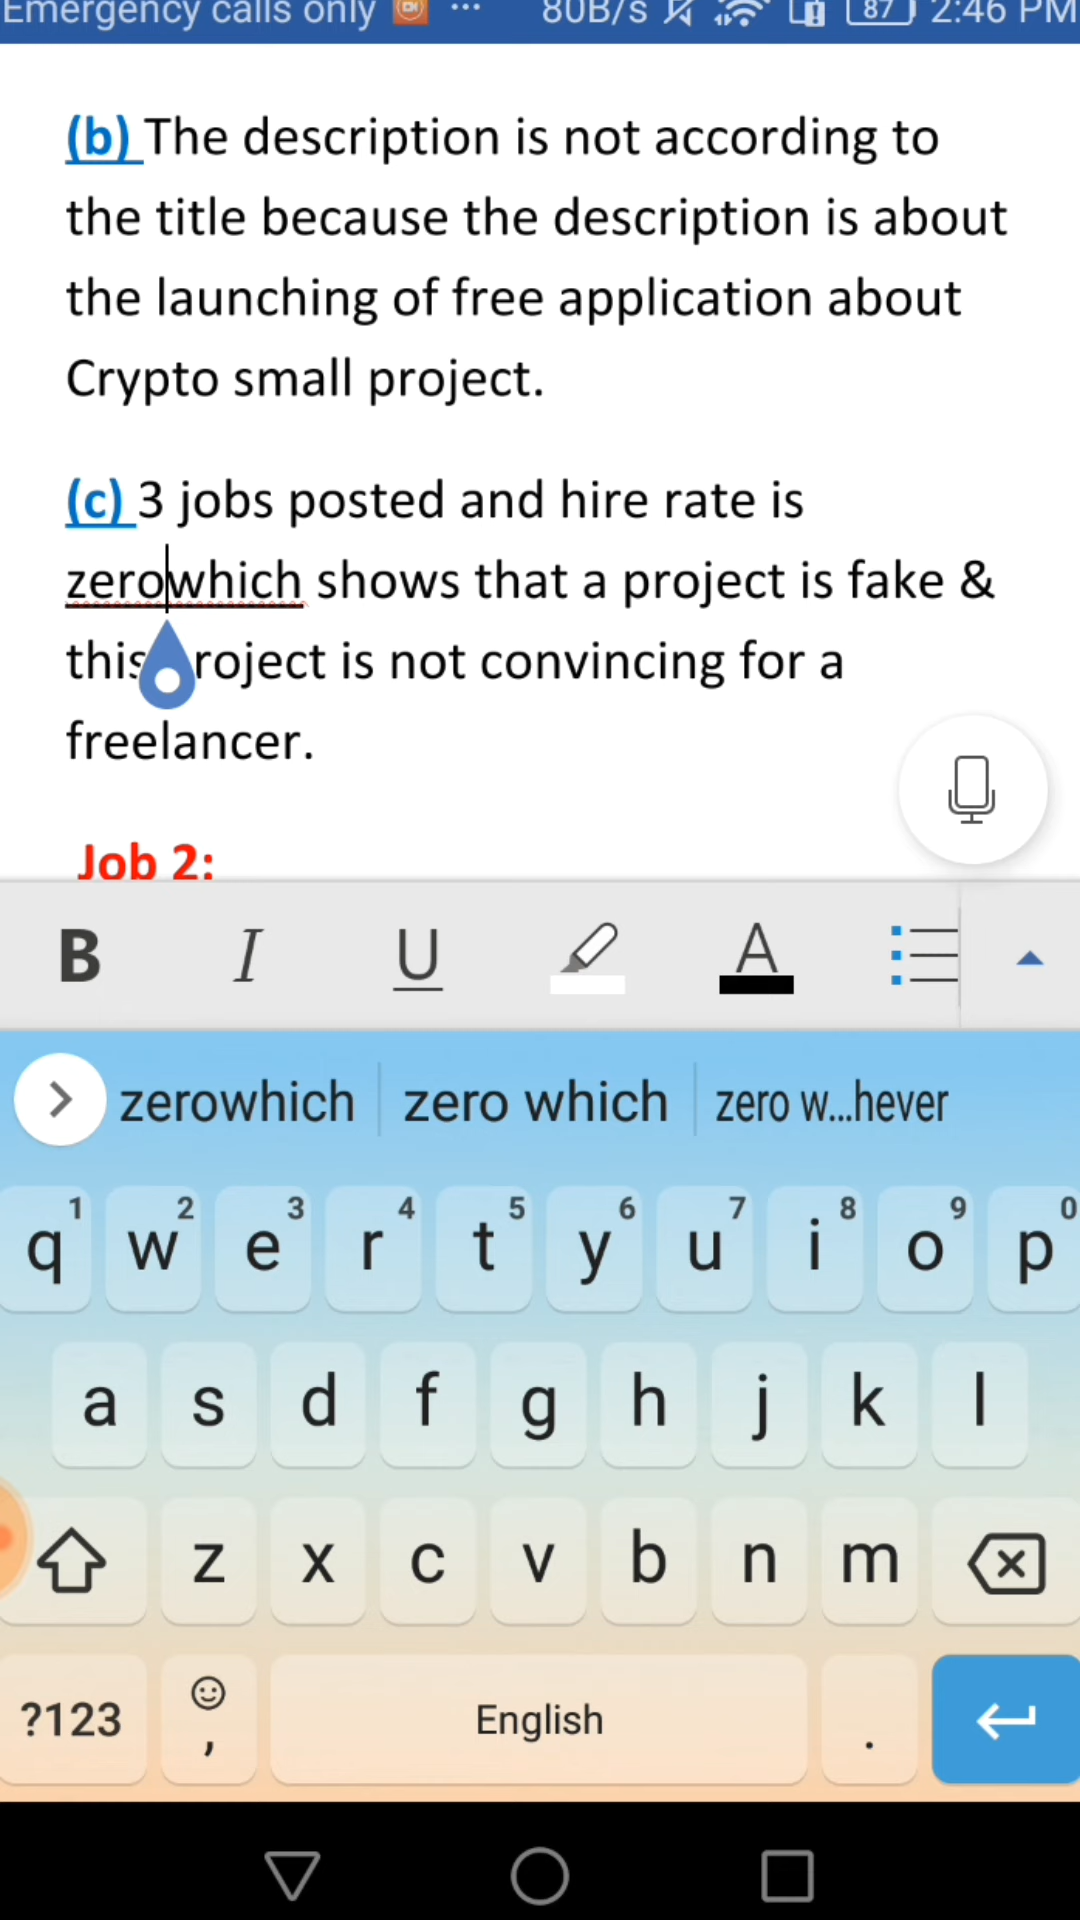 Emergency calls only ... 80B/s 87 2:46 PM
(b) The description is not according to
the title because the description is about
the launching of free application about
Crypto small project.
(c) 3 jobs posted and hire rate is
zerowhich shows that a project is fake &
this roject is not convincing for a
freelancer.
Job 2:
B I U A
zerowhich zero which zero w...hever
1 2 3 4 5 6 7 8 9 0
q w e r t y u i o p
a s d f g h j k l
z x c v b n m
?123 , English .